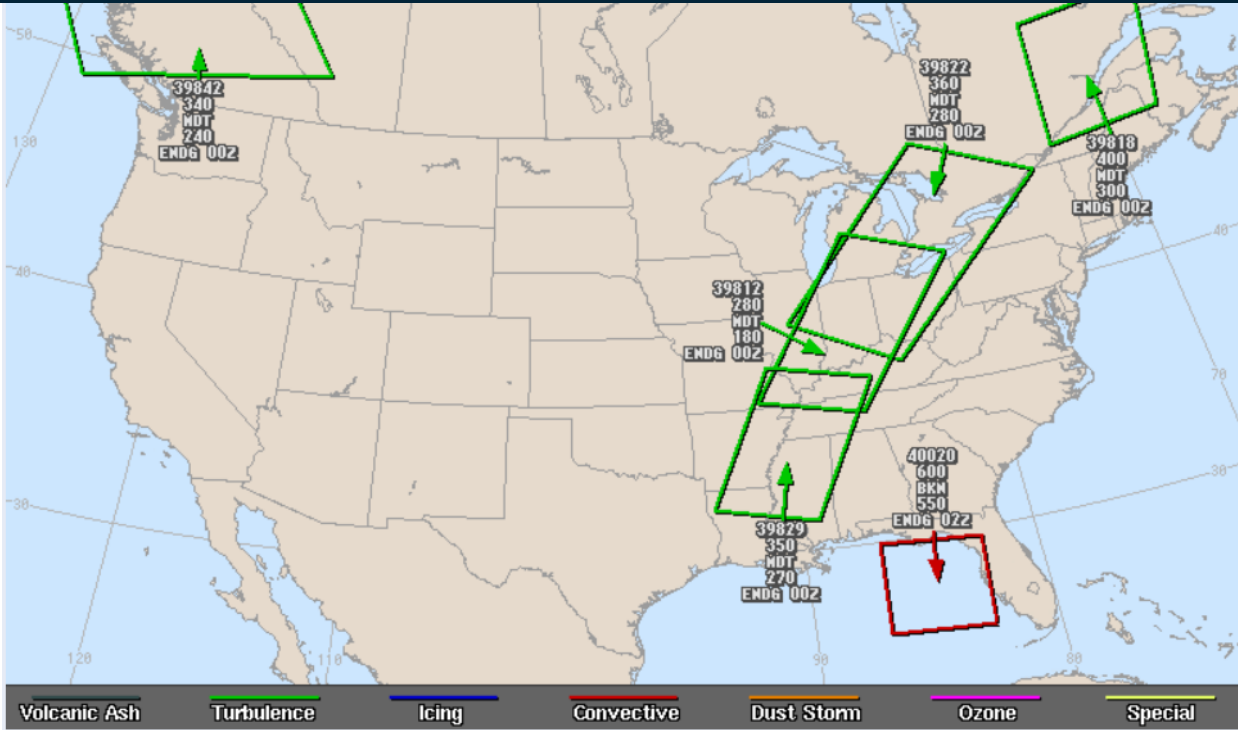 50
39842
340
MDT
240
ENDG 00Z
39822
360
MDT
280
ENDG 00Z
39818
400
MDT
300
ENDG 00Z
130
40
40
39812
280
MDT
180
ENDG 00Z
70
40020
600
BKN
550
ENDG 02Z
30
30
39829
350
MDT
270
ENDG 00Z
120
110
90
80
Volcanic Ash
Turbulence
Icing
Convective
Dust Storm
Ozone
Special